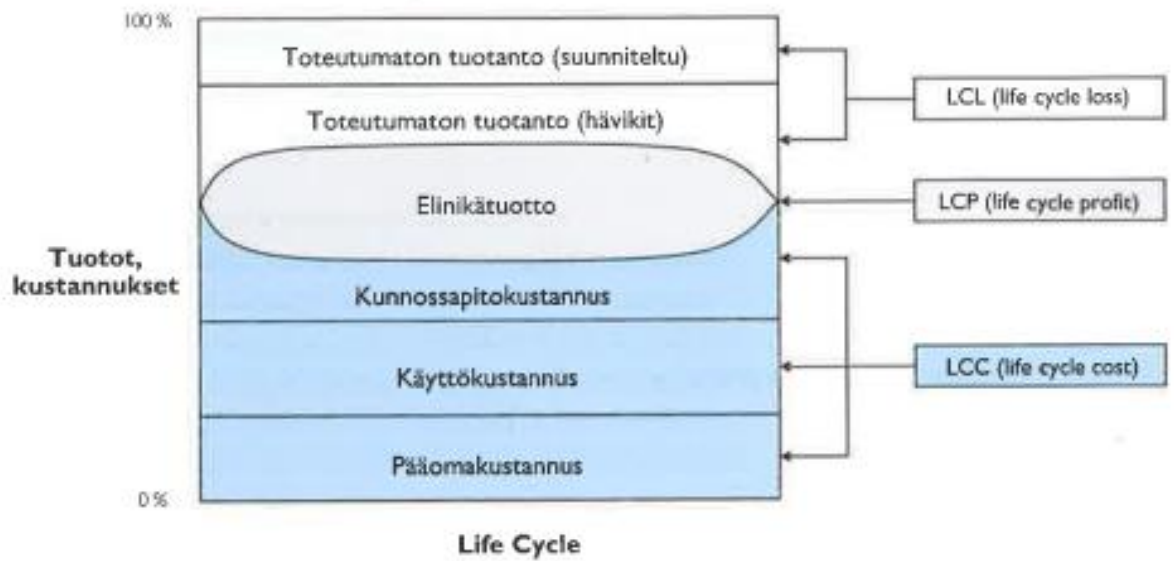 100 %
Toteutumaton tuotanto (suunniteltu)
LCL (life cycle loss)
Toteutumaton tuotanto (hävikit)
Elinikätuotto
LCP (life cycle profit)
Tuotot,
kustannukset
Kunnossapitokustannus
Käyttökustannus
LCC (life cycle cost)
Pääomakustannus
0 %
Life Cycle